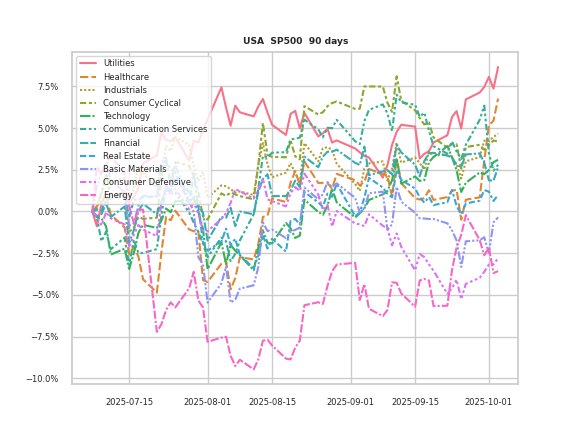 USA SP500 90 days
Utilities
Healthcare
Industrials
Consumer Cyclical
Technology
Communication Services
Financial
Real Estate
Basic Materials
Consumer Defensive
Energy
7.5%
5.0%
2.5%
0.0%
−2.5%
−5.0%
−7.5%
−10.0%
2025-07-15 2025-08-01 2025-08-15 2025-09-01 2025-09-15 2025-10-01